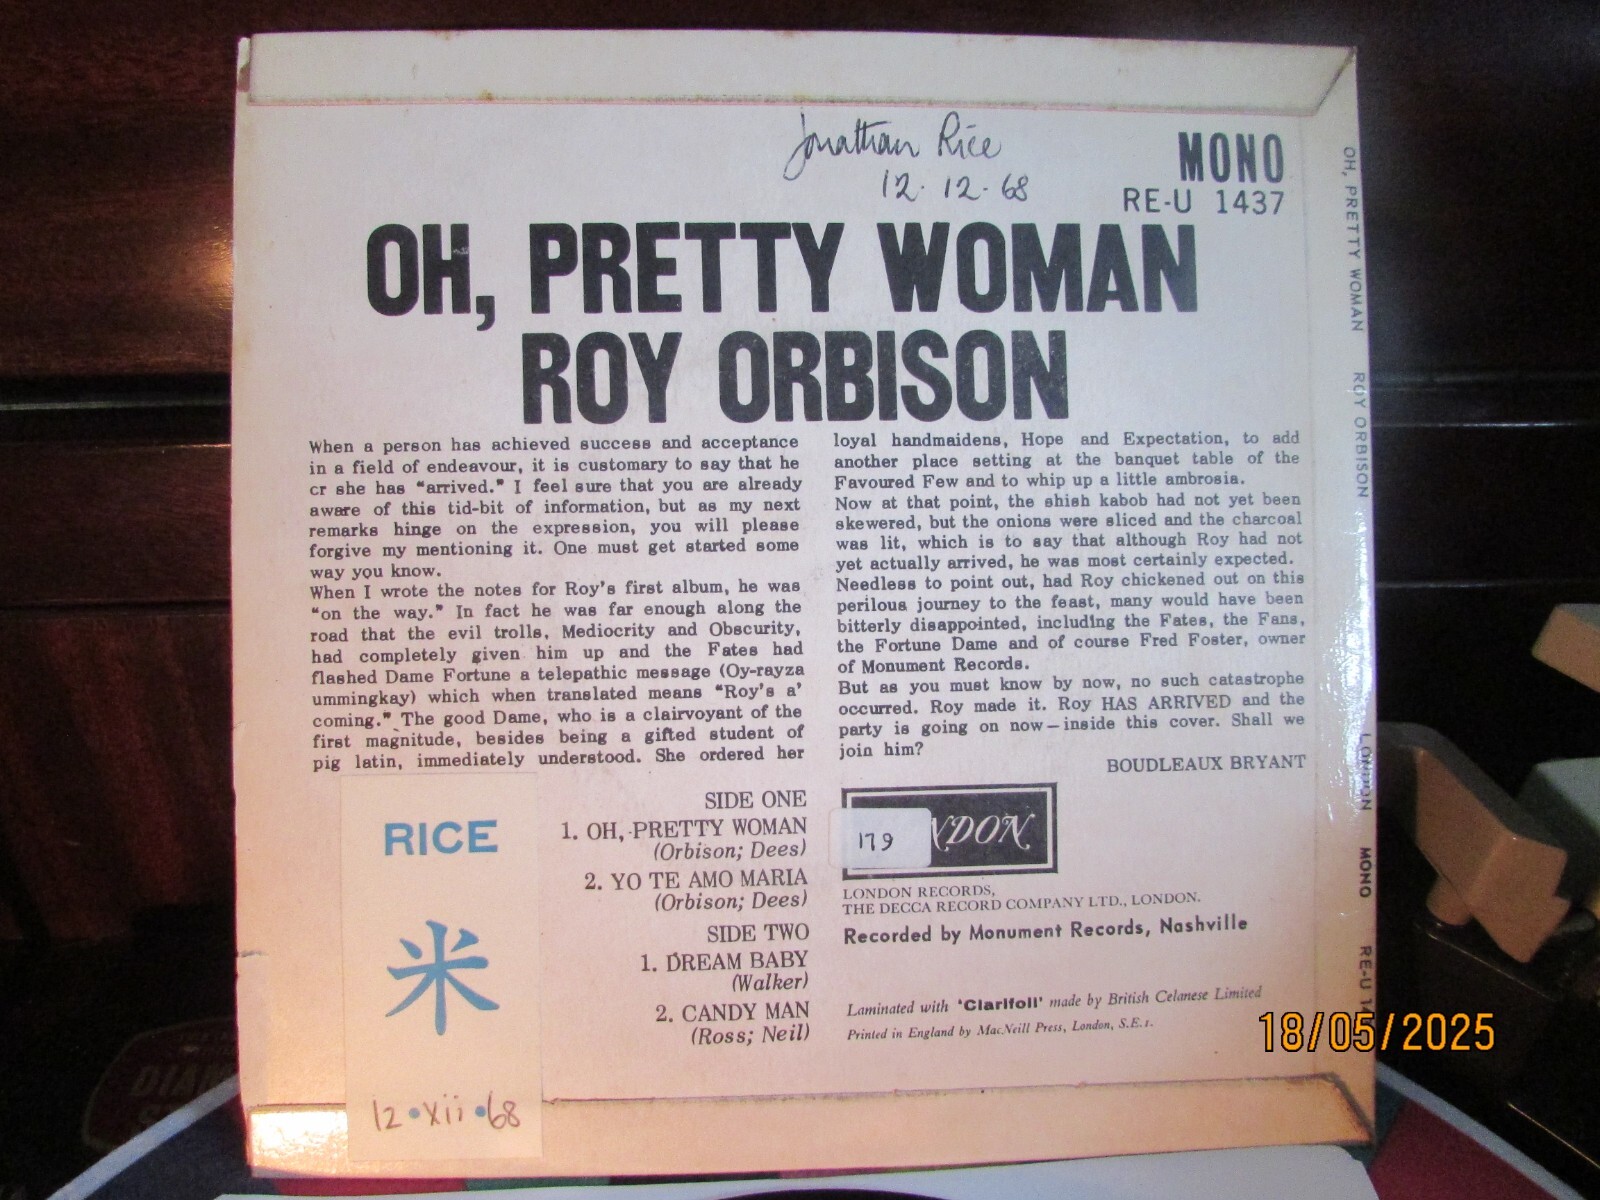 Jonathan Rice
12. 12. 68
MONO
RE-U 1437
OH, PRETTY WOMAN
ROY ORBISON
When a person has achieved success and acceptance
in a field of endeavour, it is customary to say that he
cr she has "arrived." I feel sure that you are already
aware of this tid-bit of information, but as my next
remarks hinge on the expression, you will please
forgive my mentioning it. One must get started some
way you know.
When I wrote the notes for Roy's first album, he was
"on the way." In fact he was far enough along the
road that the evil trolls, Mediocrity and Obscurity,
had completely given him up and the Fates had
flashed Dame Fortune a telepathic message (Oy-rayza
ummingkay) which when translated means "Roy's a'
coming." The good Dame, who is a clairvoyant of the
first magnitude, besides being a gifted student of
pig latin, immediately understood. She ordered her
loyal handmaidens, Hope and Expectation, to add
another place setting at the banquet table of the
Favoured Few and to whip up a little ambrosia.
Now at that point, the shish kabob had not yet been
skewered, but the onions were sliced and the charcoal
was lit, which is to say that although Roy had not
yet actually arrived, he was most certainly expected.
Needless to point out, had Roy chickened out on this
perilous journey to the feast, many would have been
bitterly disappointed, including the Fates, the Fans,
the Fortune Dame and of course Fred Foster, owner
of Monument Records.
But as you must know by now, no such catastrophe
occurred. Roy made it. Roy HAS ARRIVED and the
party is going on now—inside this cover. Shall we
join him?
BOUDLEAUX BRYANT
RICE
米
12•xii•68
SIDE ONE
1. OH, PRETTY WOMAN
(Orbison; Dees)
2. YO TE AMO MARIA
(Orbison; Dees)
SIDE TWO
1. DREAM BABY
(Walker)
2. CANDY MAN
(Ross; Neil)
179
NDON
LONDON RECORDS,
THE DECCA RECORD COMPANY LTD., LONDON.
Recorded by Monument Records, Nashville
Laminated with 'Clarifoil' made by British Celanese Limited
Printed in England by MacNeill Press, London, S.E.1.
OH, PRETTY WOMAN ROY ORBISON LONDON MONO RE-U 14
18/05/2025